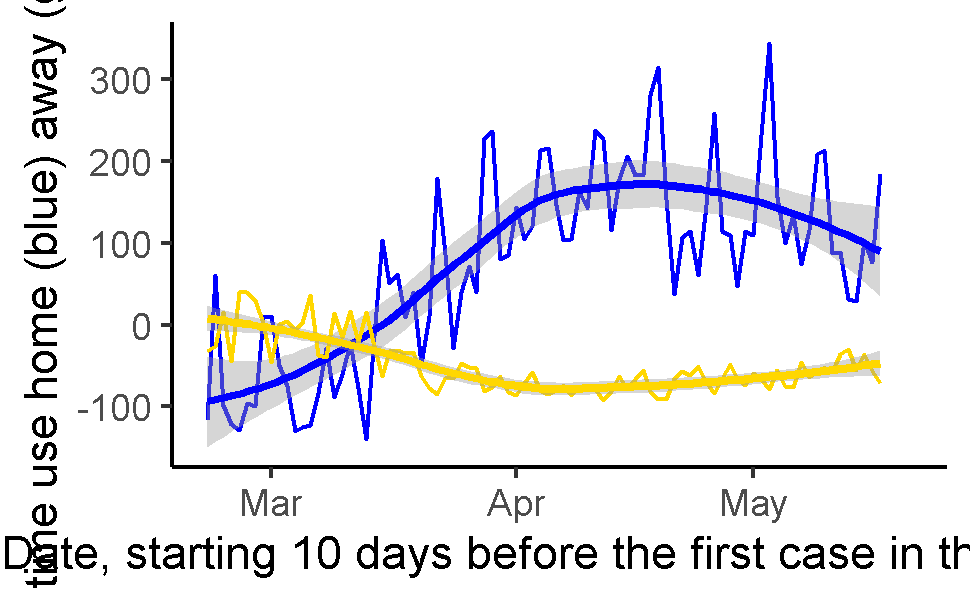 time use home (blue) away (
300
200
100
0
-100
Mar Apr May
Date, starting 10 days before the first case in th